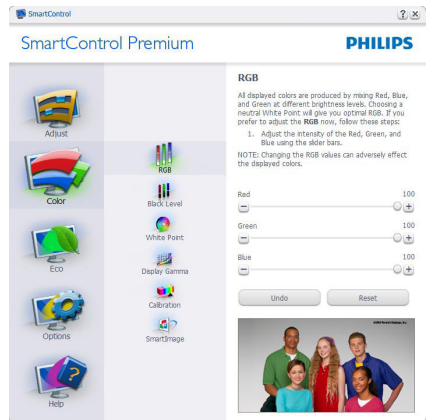 SmartControl
SmartControl Premium
PHILIPS
Adjust
Color
Eco
Options
Help
RGB
Black Level
White Point
Display Gamma
Calibration
SmartImage
RGB
All displayed colors are produced by mixing Red, Blue,
and Green at different brightness levels. Choosing a
neutral White Point will give you optimal RGB. If you
prefer to adjust the RGB now, follow these steps:
1. Adjust the intensity of the Red, Green, and
Blue using the slider bars.
NOTE: Changing the RGB values can adversely effect
the displayed colors.
Red 100
Green 100
Blue 100
Undo Reset